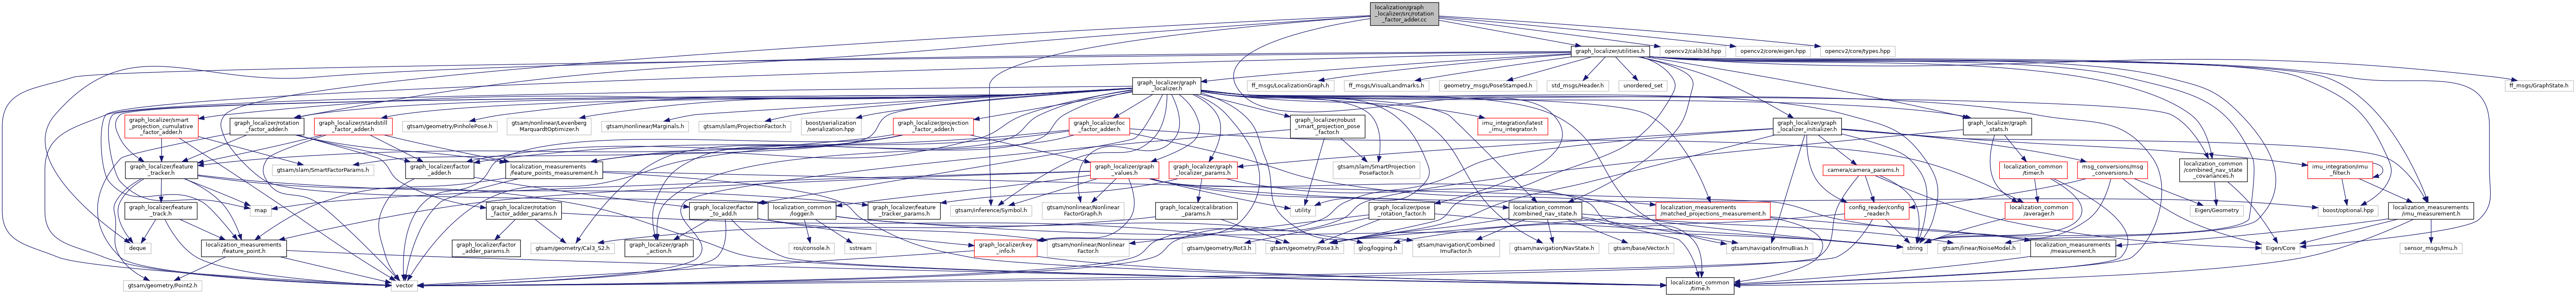 localization/graph
_localizer/src/rotation
_factor_adder.cc
graph_localizer/utilities.h
opencv2/calib3d.hpp
opencv2/core/eigen.hpp
opencv2/core/types.hpp
graph_localizer/graph
_localizer.h
ff_msgs/LocalizationGraph.h
ff_msgs/VisualLandmarks.h
geometry_msgs/PoseStamped.h
std_msgs/Header.h
unordered_set
ff_msgs/GraphState.h
graph_localizer/smart
_projection_cumulative
_factor_adder.h
graph_localizer/rotation
_factor_adder.h
graph_localizer/standstill
_factor_adder.h
gtsam/geometry/PinholePose.h
gtsam/nonlinear/Levenberg
MarquardtOptimizer.h
gtsam/nonlinear/Marginals.h
gtsam/slam/ProjectionFactor.h
boost/serialization
/serialization.hpp
graph_localizer/projection
_factor_adder.h
graph_localizer/loc
_factor_adder.h
graph_localizer/robust
_smart_projection_pose
_factor.h
imu_integration/latest
_imu_integrator.h
graph_localizer/graph
_localizer_initializer.h
graph_localizer/graph
_stats.h
graph_localizer/feature
_tracker.h
gtsam/slam/SmartFactorParams.h
graph_localizer/factor
_adder.h
localization_measurements
/feature_points_measurement.h
graph_localizer/graph
_values.h
graph_localizer/graph
_localizer_params.h
gtsam/slam/SmartProjection
PoseFactor.h
camera/camera_params.h
localization_common
/timer.h
msg_conversions/msg
_conversions.h
localization_common
/combined_nav_state
_covariances.h
imu_integration/imu
_filter.h
graph_localizer/feature
_track.h
map
graph_localizer/rotation
_factor_adder_params.h
graph_localizer/factor
_to_add.h
localization_common
/logger.h
graph_localizer/feature
_tracker_params.h
gtsam/inference/Symbol.h
gtsam/nonlinear/Nonlinear
FactorGraph.h
graph_localizer/calibration
_params.h
utility
graph_localizer/pose
_rotation_factor.h
localization_common
/combined_nav_state.h
localization_measurements
/matched_projections_measurement.h
config_reader/config
_reader.h
localization_common
/averager.h
Eigen/Geometry
boost/optional.hpp
localization_measurements
/imu_measurement.h
deque
localization_measurements
/feature_point.h
graph_localizer/factor
_adder_params.h
gtsam/geometry/Cal3_S2.h
graph_localizer/graph
_action.h
ros/console.h
sstream
graph_localizer/key
_info.h
gtsam/nonlinear/Nonlinear
Factor.h
gtsam/geometry/Rot3.h
gtsam/geometry/Pose3.h
glog/logging.h
gtsam/navigation/Combined
ImuFactor.h
gtsam/navigation/NavState.h
gtsam/base/Vector.h
gtsam/navigation/ImuBias.h
string
gtsam/linear/NoiseModel.h
localization_measurements
/measurement.h
Eigen/Core
sensor_msgs/Imu.h
gtsam/geometry/Point2.h
vector
localization_common
/time.h